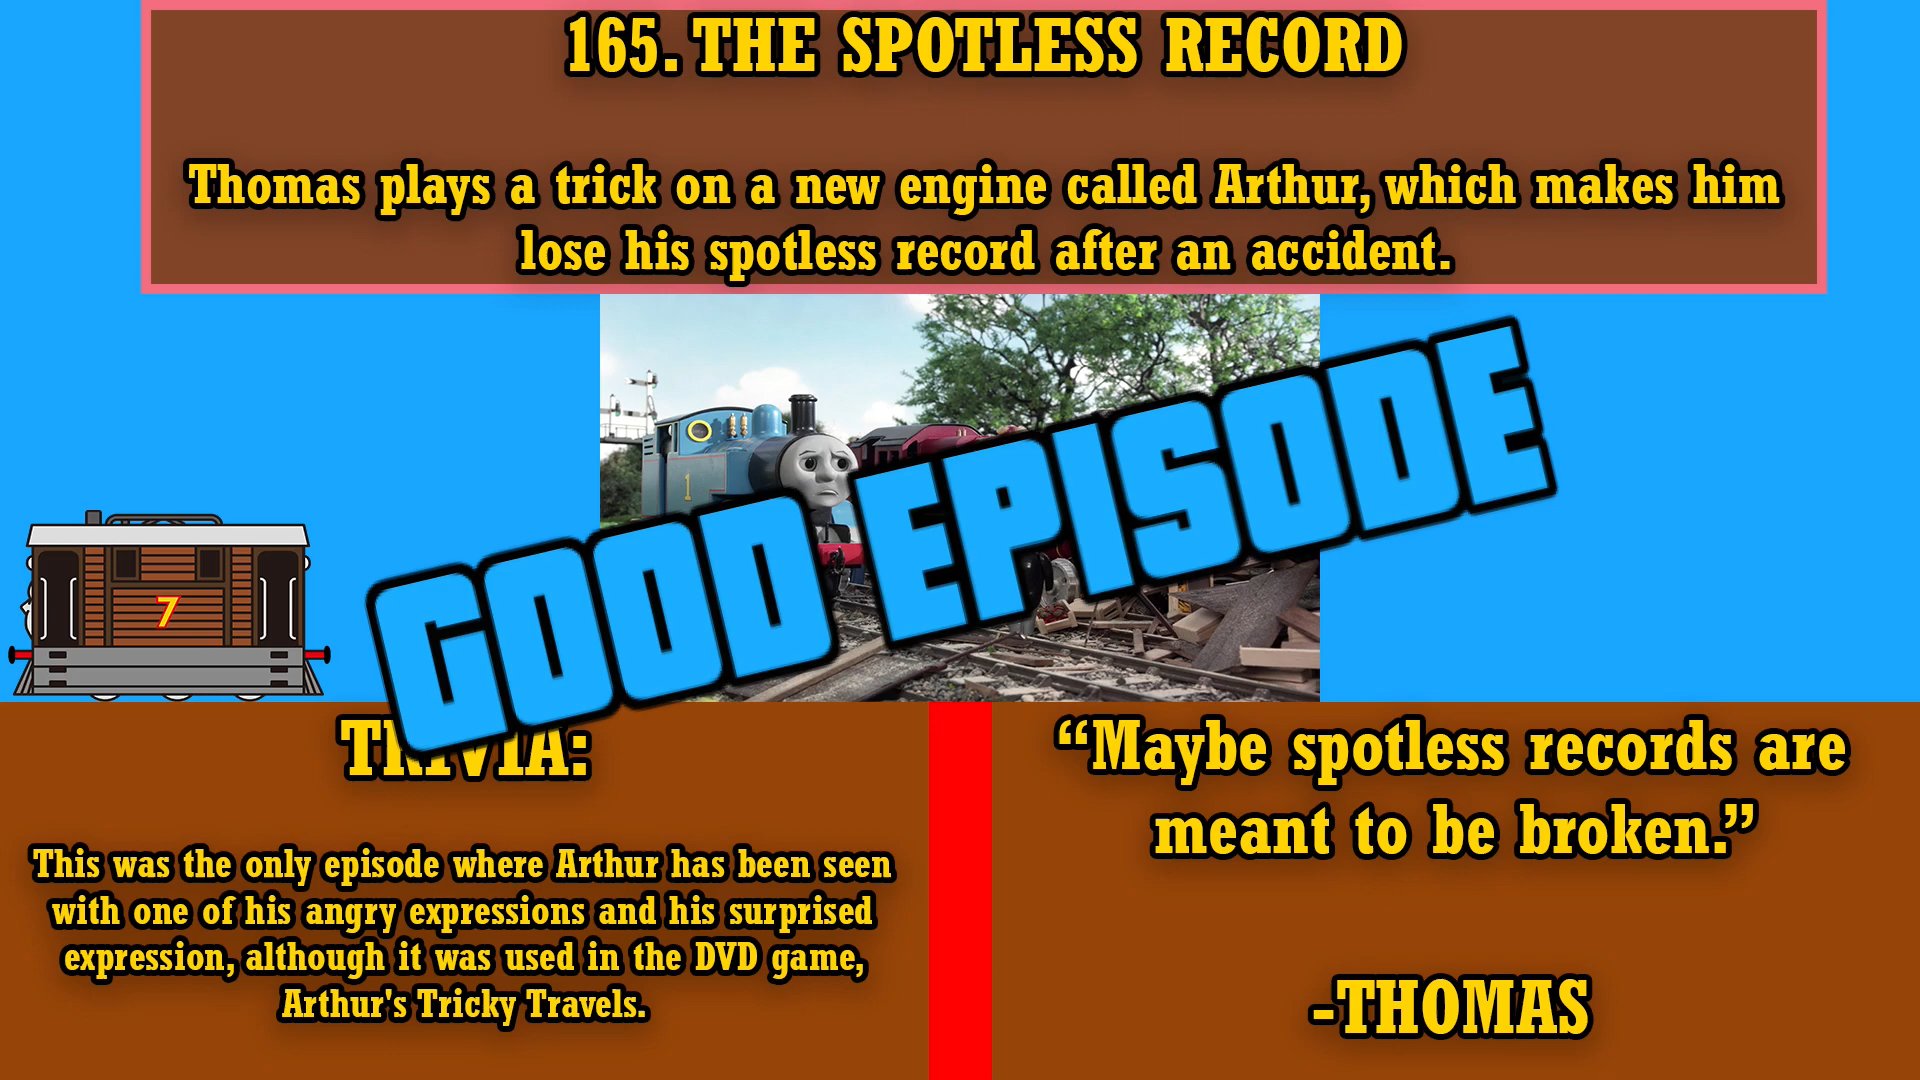 165. THE SPOTLESS RECORD
Thomas plays a trick on a new engine called Arthur, which makes him
lose his spotless record after an accident.
1
GOOD EPISODE
7
TRIVIA:
This was the only episode where Arthur has been seen
with one of his angry expressions and his surprised
expression, although it was used in the DVD game,
Arthur's Tricky Travels.
“Maybe spotless records are
meant to be broken.”
-THOMAS